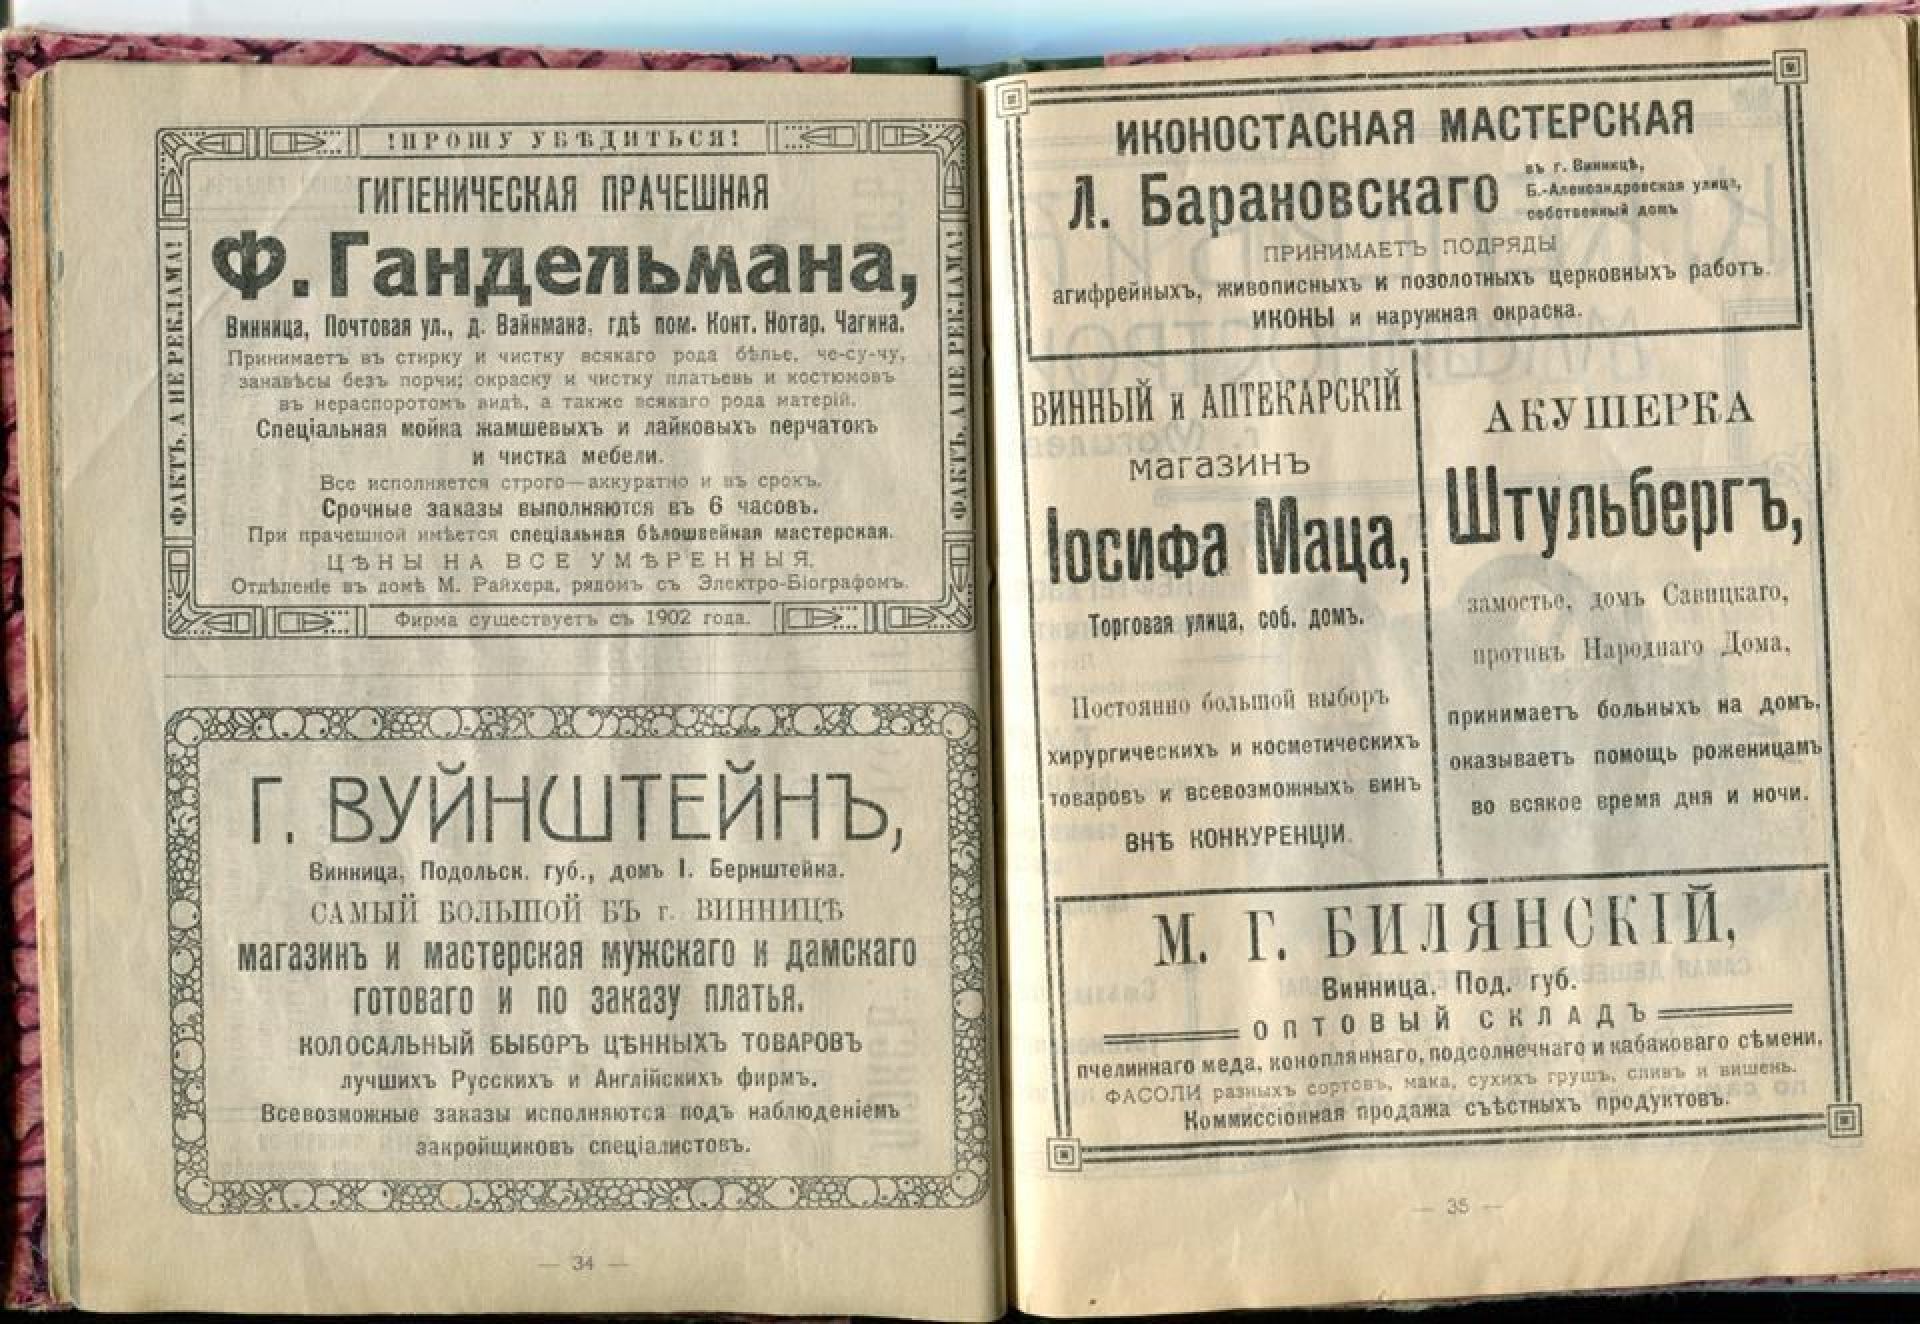 !ПРОШУ УБѢДИТЬСЯ!
ФАКТЪ, А НЕ РЕКЛАМА!
ГИГІЕНИЧЕСКАЯ ПРАЧЕШНАЯ
Ф. Гандельмана,
Винница, Почтовая ул., д. Вайнмана, гдѣ пом. Конт. Нотар. Чагина.
Принимаетъ въ стирку и чистку всякаго рода бѣлье, че-су-чу,
занавѣсы безъ порчи; окраску и чистку платьевъ и костюмовъ
въ нераспоротомъ видѣ, а также всякаго рода матерій.
Спеціальная мойка жамшевыхъ и лайковыхъ перчатокъ
и чистка мебели.
Все исполняется строго—аккуратно и въ срокъ.
Срочные заказы выполняются въ 6 часовъ.
При прачешной имѣется спеціальная бѣлошвейная мастерская.
ЦѢНЫ НА ВСЕ УМѢРЕННЫЯ.
Отдѣленіе въ домѣ М. Райхера, рядомъ съ Электро-Біографомъ.
Фирма существуетъ съ 1902 года.
ФАКТЪ, А НЕ РЕКЛАМА!
Г. ВУЙНШТЕЙНЪ,
Винница, Подольск. губ., домъ І. Бернштейна.
САМЫЙ БОЛЬШОЙ БЪ г. ВИННИЦѢ
магазинъ и мастерская мужскаго и дамскаго
готоваго и по заказу платья.
КОЛОСАЛЬНЫЙ ВЫБОРЪ ЦѢННЫХЪ ТОВАРОВЪ
лучшихъ Русскихъ и Англійскихъ фирмъ.
Всевозможные заказы исполняются подъ наблюденіемъ
закройщиковъ спеціалистовъ.
— 34 —
ИКОНОСТАСНАЯ МАСТЕРСКАЯ
Л. Барановскаго
въ г. Винницѣ,
Б.-Александровская улица,
собственный домъ
ПРИНИМАЕТЪ ПОДРЯДЫ
агифрейныхъ, живописныхъ и позолотныхъ церковныхъ работъ.
ИКОНЫ и наружная окраска.
ВИННЫЙ и АПТЕКАРСКІЙ
магазинъ
Іосифа Маца,
Торговая улица, соб. домъ.
Постоянно большой выборъ
хирургическихъ и косметическихъ
товаровъ и всевозможныхъ винъ
ВНѢ КОНКУРЕНЦІИ.
АКУШЕРКА
Штульбергъ,
замостье, домъ Савицкаго,
противъ Народнаго Дома,
принимаетъ больныхъ на домъ,
оказываетъ помощь роженицамъ
во всякое время дня и ночи.
М. Г. БИЛЯНСКІЙ,
Винница, Под. губ.
ОПТОВЫЙ СКЛАДЪ
пчелиннаго меда, конопляннаго, подсолнечнаго и кабаковаго сѣмени,
ФАСОЛИ разныхъ сортовъ, мака, сухихъ грушъ, сливъ и вишень.
Коммиссіонная продажа съѣстныхъ продуктовъ.
— 35 —